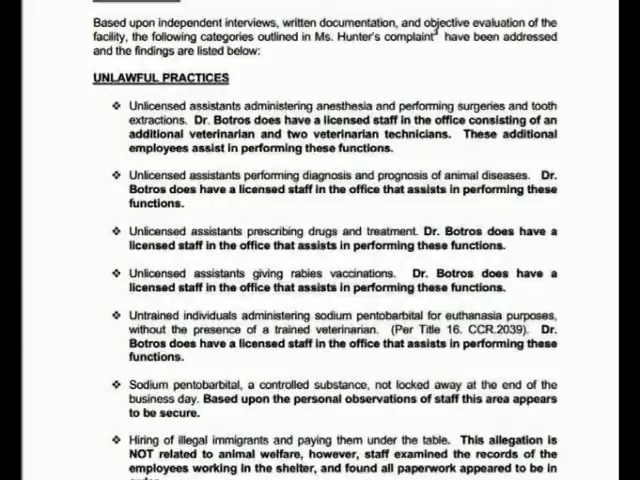 Based upon independent interviews, written documentation, and objective evaluation of the
facility, the following categories outlined in Ms. Hunter's complaint have been addressed
and the findings are listed below:
UNLAWFUL PRACTICES
❖ Unlicensed assistants administering anesthesia and performing surgeries and tooth
extractions. Dr. Botros does have a licensed staff in the office consisting of an
additional veterinarian and two veterinarian technicians. These additional
employees assist in performing these functions.
❖ Unlicensed assistants performing diagnosis and prognosis of animal diseases. Dr.
Botros does have a licensed staff in the office that assists in performing these
functions.
❖ Unlicensed assistants prescribing drugs and treatment. Dr. Botros does have a
licensed staff in the office that assists in performing these functions.
❖ Unlicensed assistants giving rabies vaccinations. Dr. Botros does have a
licensed staff in the office that assists in performing these functions.
❖ Untrained individuals administering sodium pentobarbital for euthanasia purposes,
without the presence of a trained veterinarian. (Per Title 16. CCR.2039). Dr.
Botros does have a licensed staff in the office that assists in performing these
functions.
❖ Sodium pentobarbital, a controlled substance, not locked away at the end of the
business day. Based upon the personal observations of staff this area appears
to be secure.
❖ Hiring of illegal immigrants and paying them under the table. This allegation is
NOT related to animal welfare, however, staff examined the records of the
employees working in the shelter, and found all paperwork appeared to be in